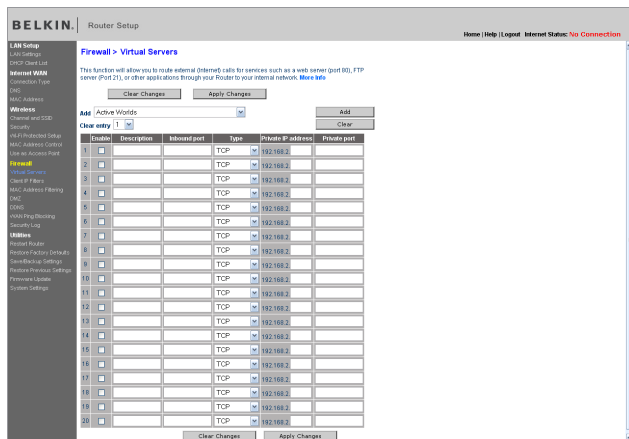 BELKIN.
Router Setup
Home | Help | Logout Internet Status: No Connection
LAN Setup
LAN Settings
DHCP Client List
Internet WAN
Connection Type
DNS
MAC Address
Wireless
Channel and SSID
Security
Wi-Fi Protected Setup
MAC Address Control
Use as Access Point
Firewall
Virtual Servers
Client IP Filters
MAC Address Filtering
DMZ
DDNS
WAN Ping Blocking
Security Log
Utilities
Restart Router
Restore Factory Defaults
Save/Backup Settings
Restore Previous Settings
Firmware Update
System Settings
Firewall > Virtual Servers
This function will allow you to route external (Internet) calls for services such as a web server (port 80), FTP
server (Port 21), or other applications through your Router to your internal network. More Info
Clear Changes Apply Changes
Add Active Worlds Add
Clear entry 1 Clear
Enable Description Inbound port Type Private IP address Private port
1 TCP 192.168.2.
2 TCP 192.168.2.
3 TCP 192.168.2.
4 TCP 192.168.2.
5 TCP 192.168.2.
6 TCP 192.168.2.
7 TCP 192.168.2.
8 TCP 192.168.2.
9 TCP 192.168.2.
10 TCP 192.168.2.
11 TCP 192.168.2.
12 TCP 192.168.2.
13 TCP 192.168.2.
14 TCP 192.168.2.
15 TCP 192.168.2.
16 TCP 192.168.2.
17 TCP 192.168.2.
18 TCP 192.168.2.
19 TCP 192.168.2.
20 TCP 192.168.2.
Clear Changes Apply Changes